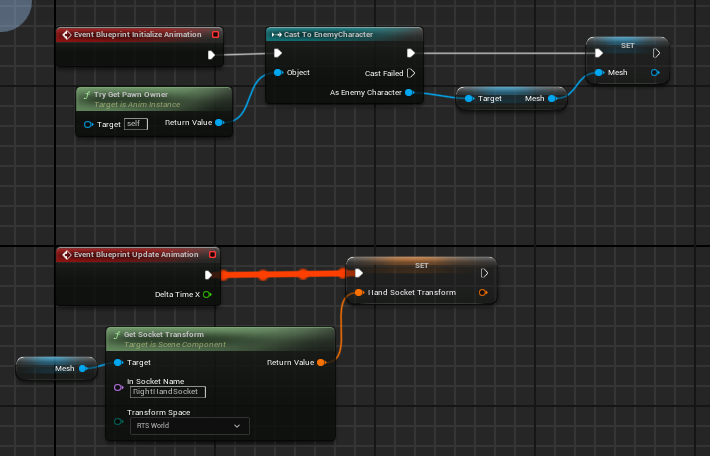 Event Blueprint Initialize Animation
Cast To EnemyCharacter
SET
Object
Cast Failed
Mesh
Try Get Pawn Owner
Target is Anim Instance
As Enemy Character
Target Mesh
Target self
Return Value
Event Blueprint Update Animation
SET
Delta Time X
Hand Socket Transform
Get Socket Transform
Target is Scene Component
Mesh
Target
Return Value
In Socket Name
RightHandSocket
Transform Space
RTS World